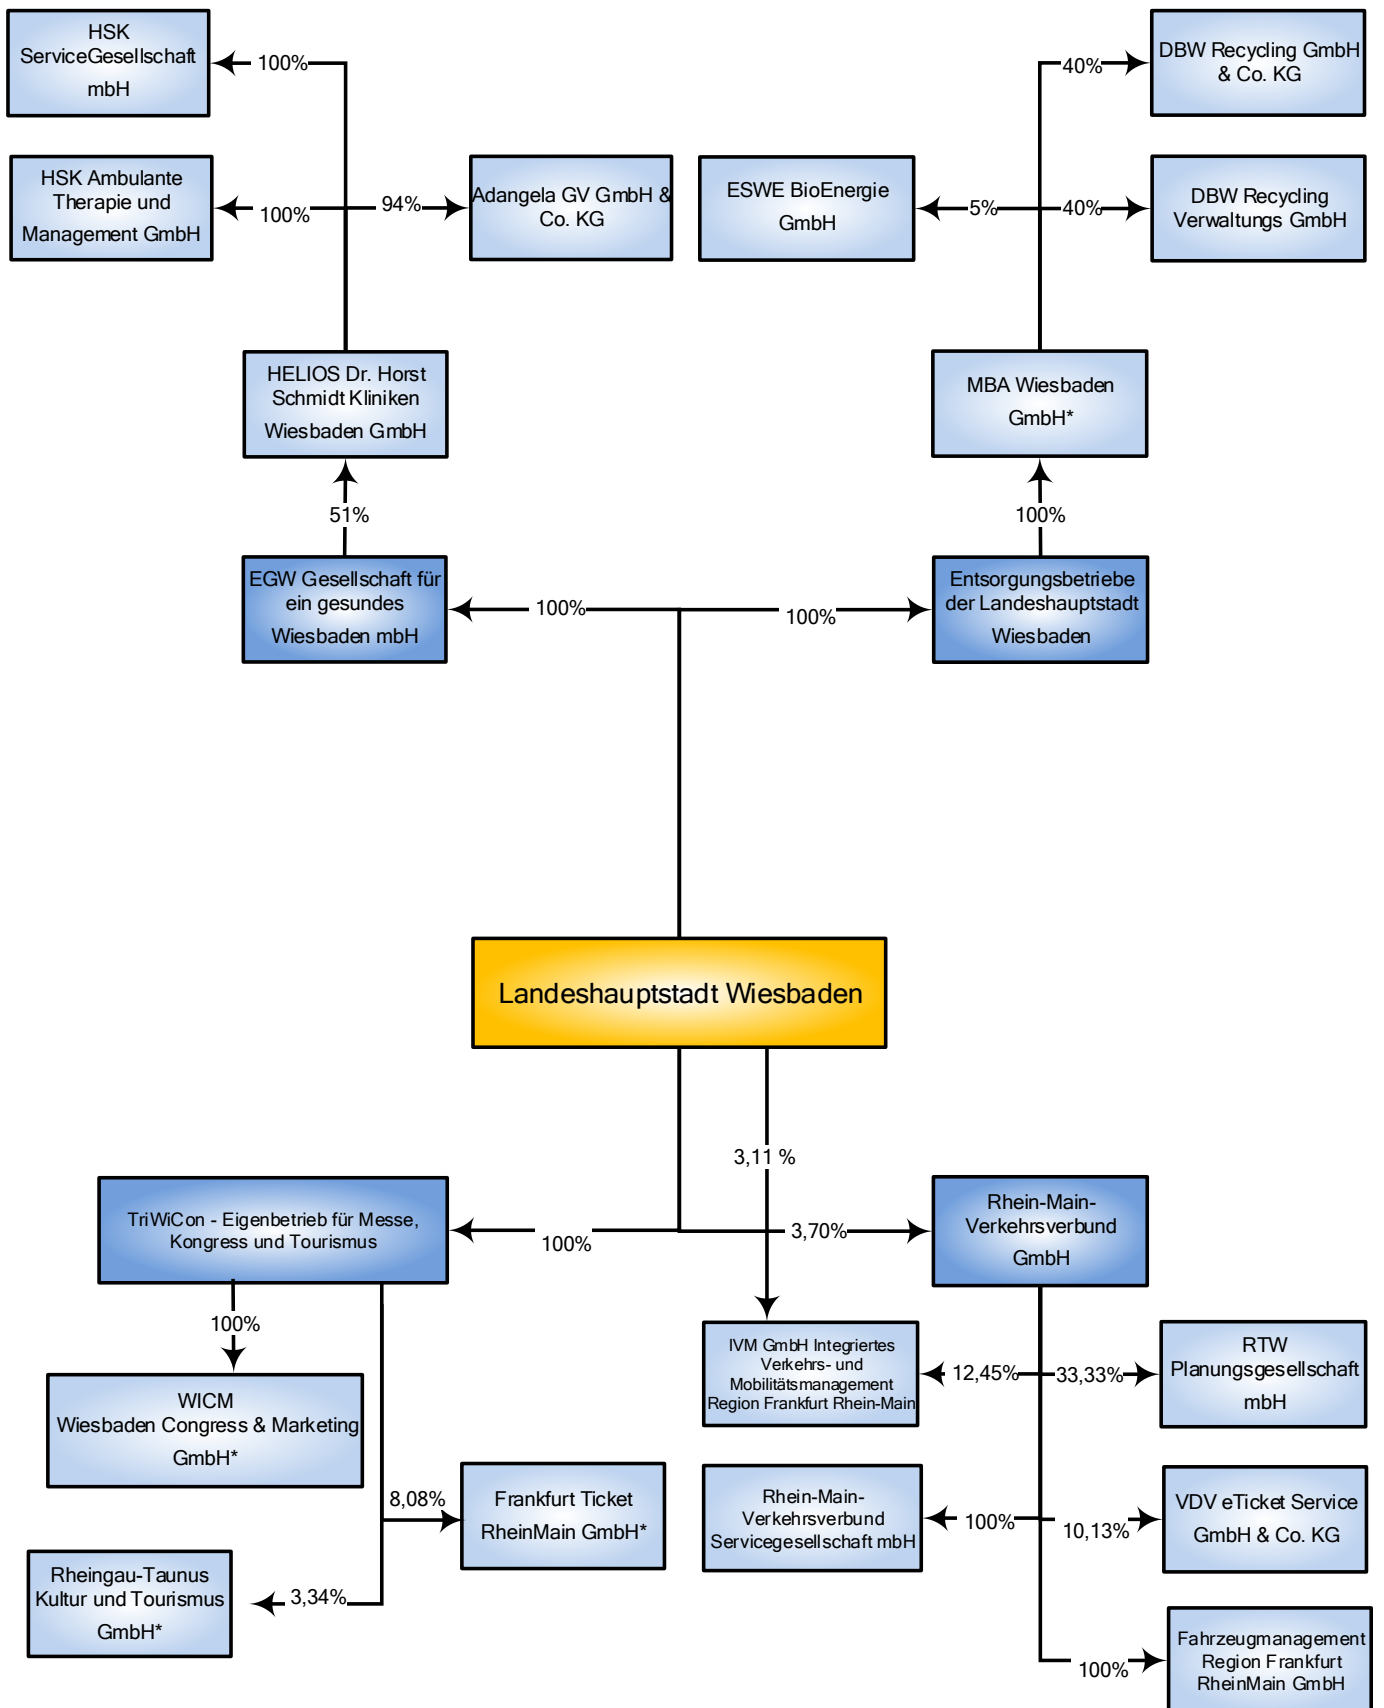 HSK
ServiceGesellschaft
mbH
100%
40%
DBW Recycling GmbH
& Co. KG
HSK Ambulante
Therapie und
Management GmbH
100%
94%
Adangela GV GmbH &
Co. KG
ESWE BioEnergie
GmbH
5%
40%
DBW Recycling
Verwaltungs GmbH
HELIOS Dr. Horst
Schmidt Kliniken
Wiesbaden GmbH
MBA Wiesbaden
GmbH*
51%
100%
EGW Gesellschaft für
ein gesundes
Wiesbaden mbH
100%
100%
Entsorgungsbetriebe
der Landeshauptstadt
Wiesbaden
Landeshauptstadt Wiesbaden
3,11 %
TriWiCon - Eigenbetrieb für Messe,
Kongress und Tourismus
100%
3,70%
Rhein-Main-
Verkehrsverbund
GmbH
100%
IVM GmbH Integriertes
Verkehrs- und
Mobilitätsmanagement
Region Frankfurt Rhein-Main
12,45%
33,33%
RTW
Planungsgesellschaft
mbH
WICM
Wiesbaden Congress & Marketing
GmbH*
8,08%
Frankfurt Ticket
RheinMain GmbH*
Rhein-Main-
Verkehrsverbund
Servicegesellschaft mbH
100%
10,13%
VDV eTicket Service
GmbH & Co. KG
Rheingau-Taunus
Kultur und Tourismus
GmbH*
3,34%
100%
Fahrzeugmanagement
Region Frankfurt
RheinMain GmbH